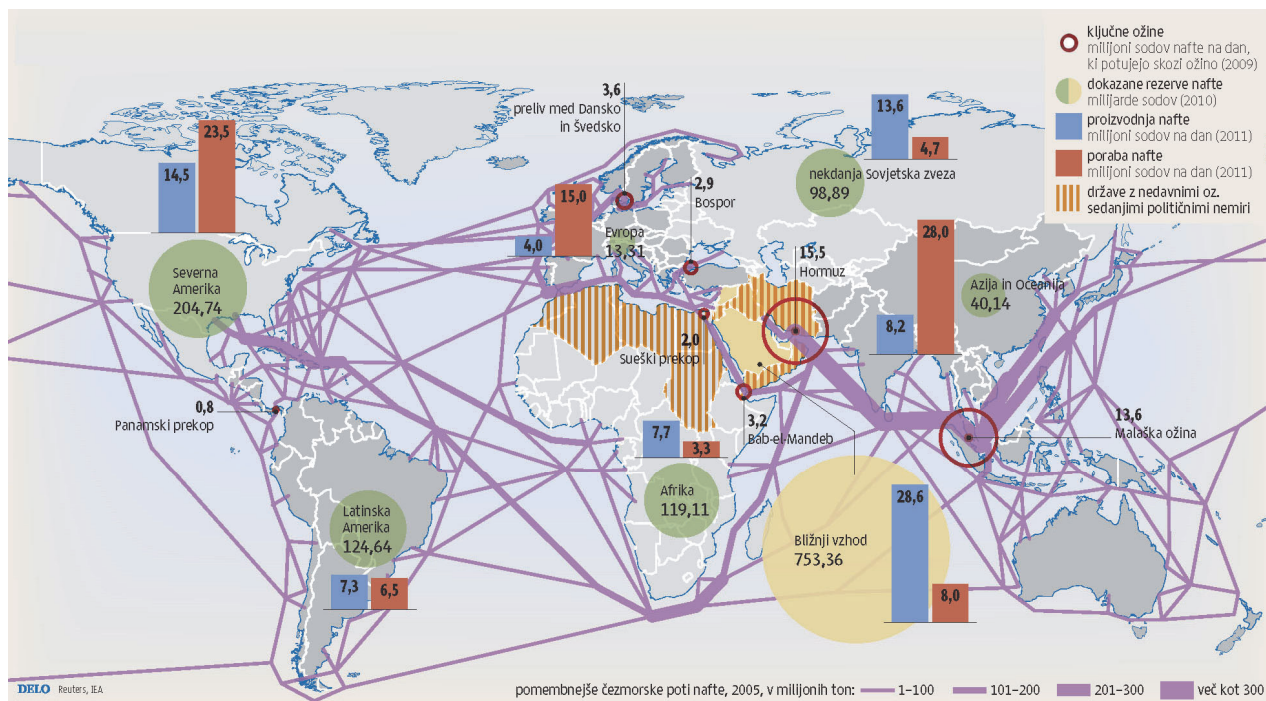 ključne ožine
milijoni sodov nafte na dan,
ki potujejo skozi ožino (2009)
dokazane rezerve nafte
milijarde sodov (2010)
proizvodnja nafte
milijoni sodov na dan (2011)
poraba nafte
milijoni sodov na dan (2011)
države z nedavnimi oz.
sedanjimi političnimi nemiri
3,6
preliv med Dansko
in Švedsko
13,6
4,7
nekdanja Sovjetska zveza
98,89
23,5
14,5
Severna
Amerika
204,74
15,0
4,0
Evropa
13,31
2,9
Bospor
15,5
Hormuz
28,0
8,2
Azija in Oceanija
40,14
2,0
Sueški prekop
0,8
Panamski prekop
3,2
Bab-el-Mandeb
13,6
Malaška ožina
7,7
3,3
Afrika
119,11
Latinska
Amerika
124,64
7,3
6,5
Bližnji vzhod
753,36
28,6
8,0
DELO Reuters, IEA
pomembnejše čezmorske poti nafte, 2005, v milijonih ton: 1–100 101–200 201–300 več kot 300